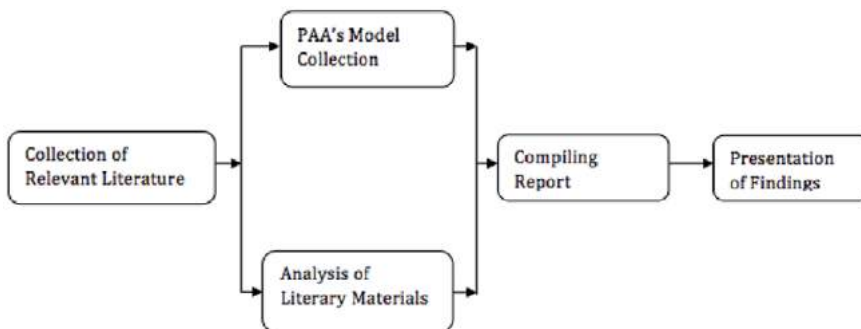 PAA's Model
Collection
Collection of
Relevant Literature
Compiling
Report
Presentation
of Findings
Analysis of
Literary Materials